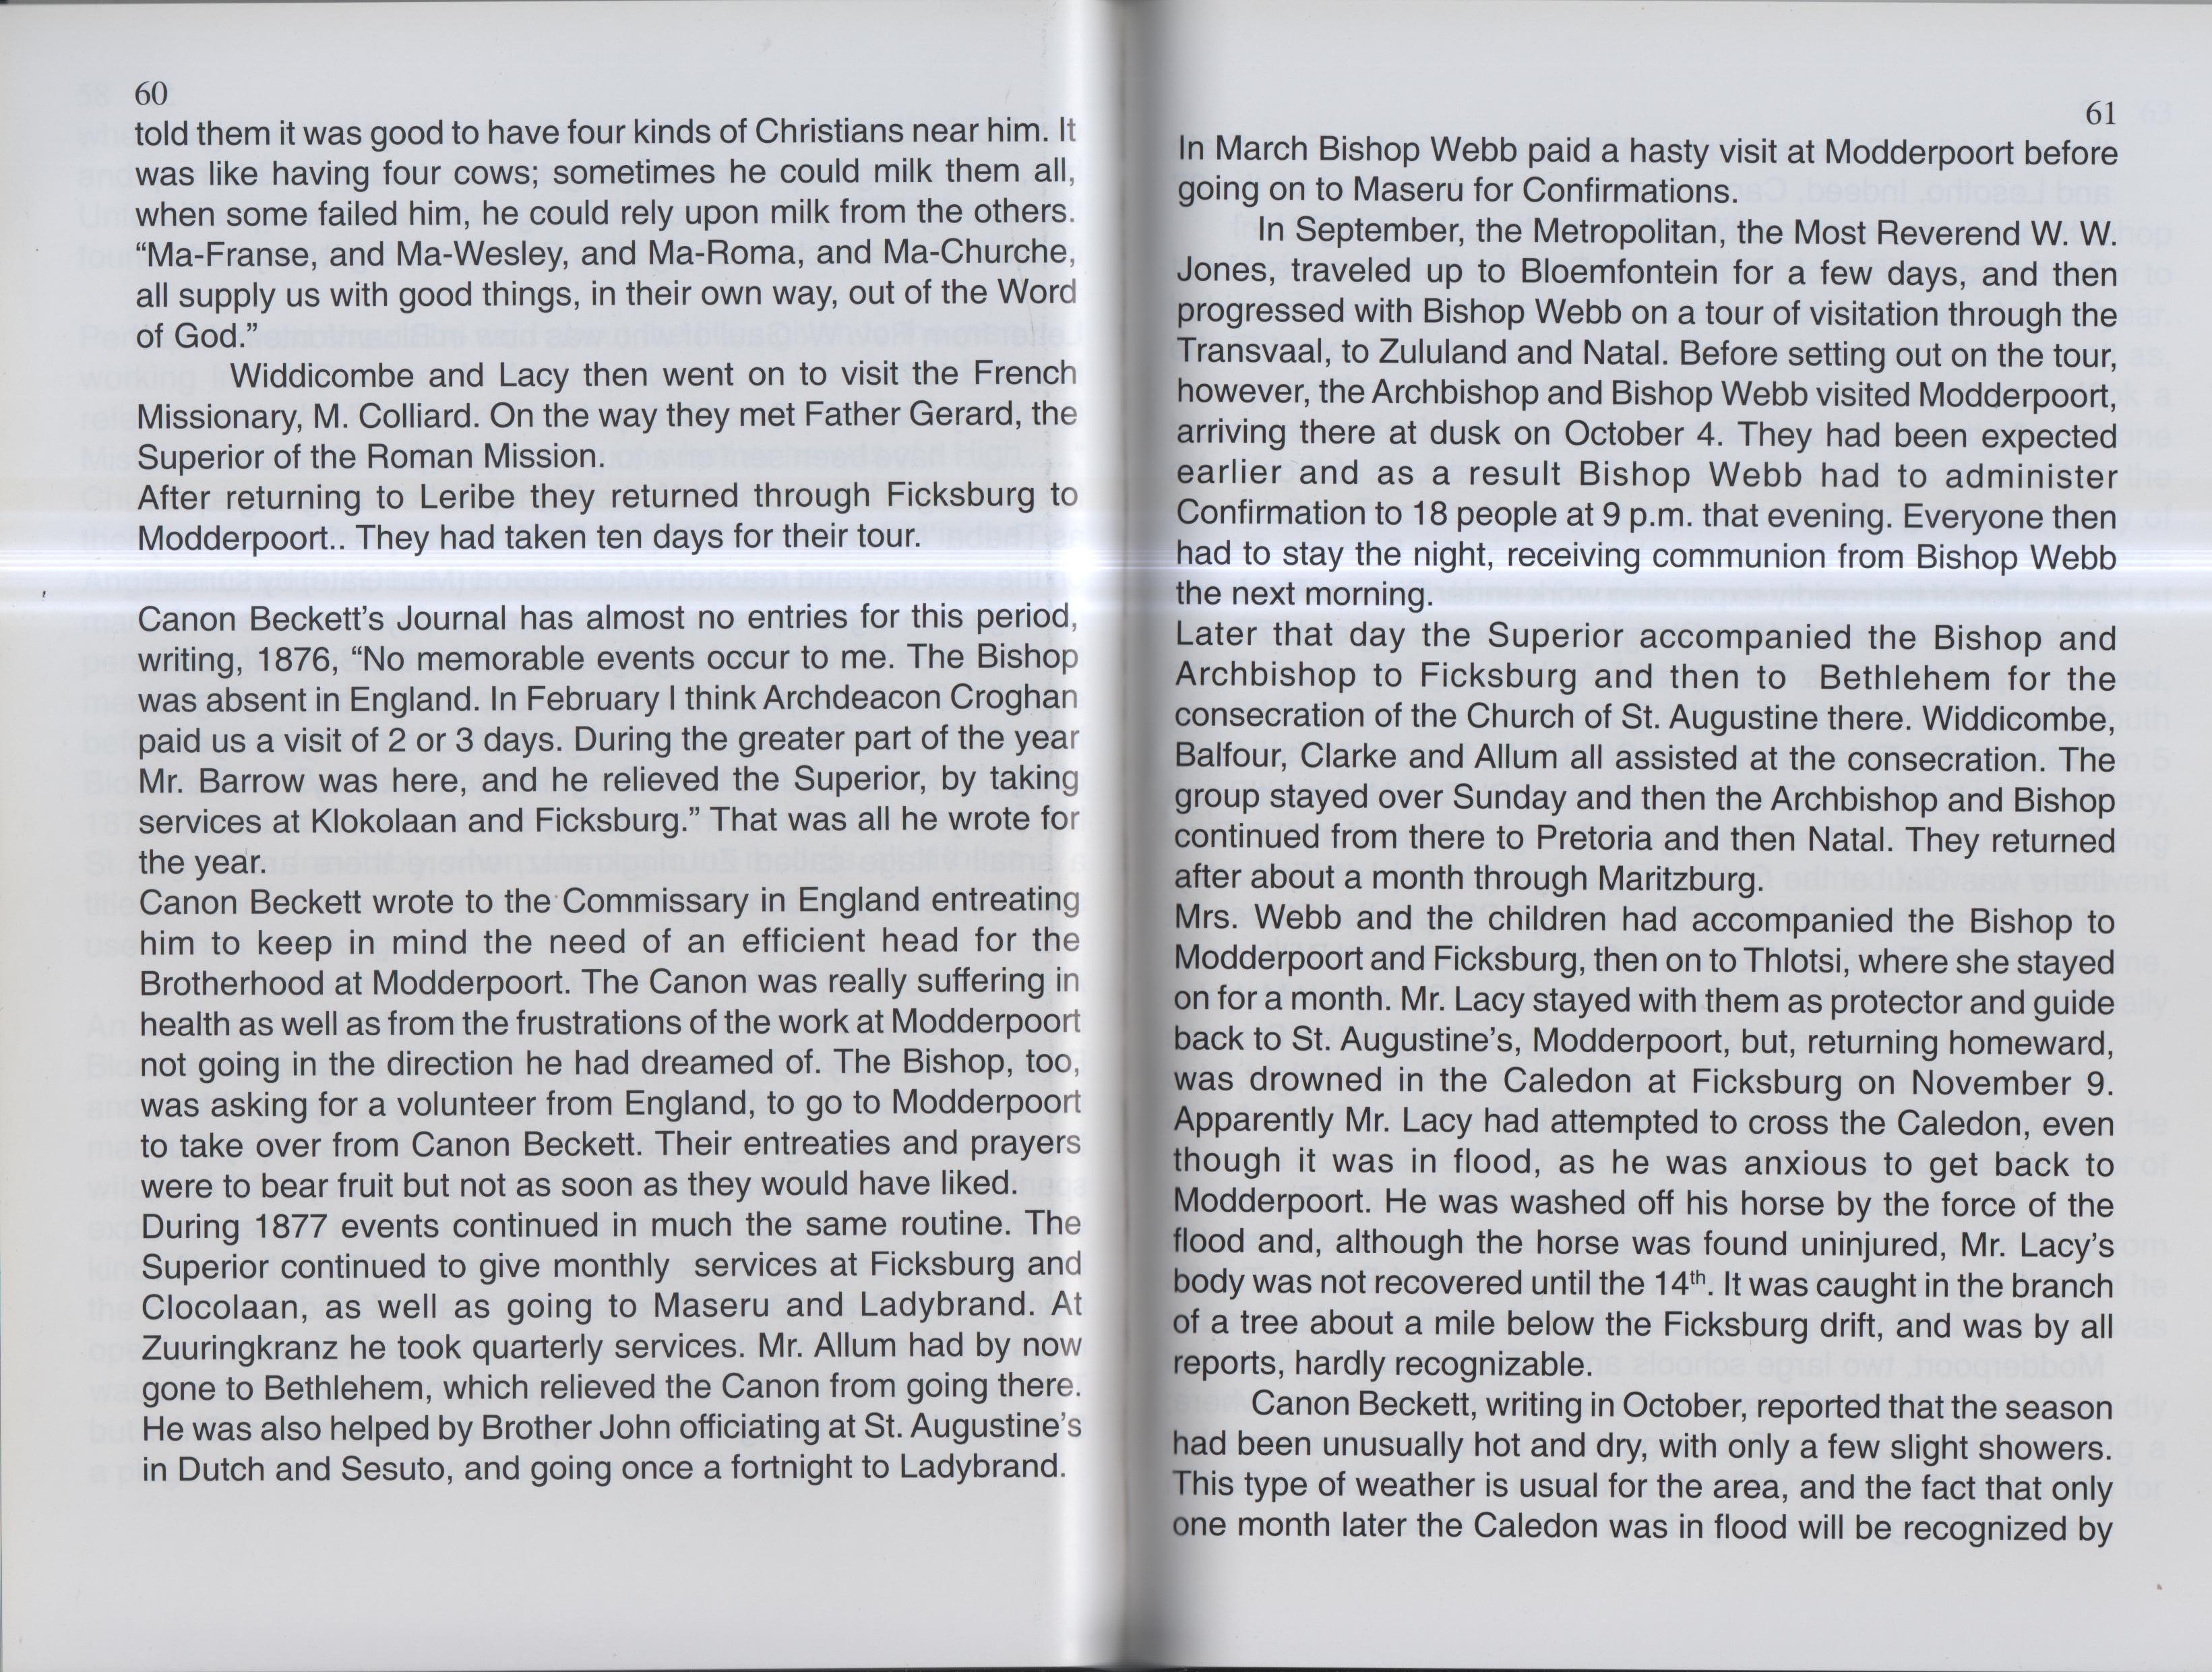 60
told them it was good to have four kinds of Christians near him. It
was like having four cows; sometimes he could milk them all,
when some failed him, he could rely upon milk from the others.
“Ma-Franse, and Ma-Wesley, and Ma-Roma, and Ma-Churche,
all supply us with good things, in their own way, out of the Word
of God.”
Widdicombe and Lacy then went on to visit the French
Missionary, M. Colliard. On the way they met Father Gerard, the
Superior of the Roman Mission.
After returning to Leribe they returned through Ficksburg to
Modderpoort.. They had taken ten days for their tour.
Canon Beckett’s Journal has almost no entries for this period,
writing, 1876, “No memorable events occur to me. The Bishop
was absent in England. In February I think Archdeacon Croghan
paid us a visit of 2 or 3 days. During the greater part of the year
Mr. Barrow was here, and he relieved the Superior, by taking
services at Klokolaan and Ficksburg.” That was all he wrote for
the year.
Canon Beckett wrote to the Commissary in England entreating
him to keep in mind the need of an efficient head for the
Brotherhood at Modderpoort. The Canon was really suffering in
health as well as from the frustrations of the work at Modderpoort
not going in the direction he had dreamed of. The Bishop, too,
was asking for a volunteer from England, to go to Modderpoort
to take over from Canon Beckett. Their entreaties and prayers
were to bear fruit but not as soon as they would have liked.
During 1877 events continued in much the same routine. The
Superior continued to give monthly services at Ficksburg and
Clocolaan, as well as going to Maseru and Ladybrand. At
Zuuringkranz he took quarterly services. Mr. Allum had by now
gone to Bethlehem, which relieved the Canon from going there.
He was also helped by Brother John officiating at St. Augustine’s
in Dutch and Sesuto, and going once a fortnight to Ladybrand.
61
In March Bishop Webb paid a hasty visit at Modderpoort before
going on to Maseru for Confirmations.
In September, the Metropolitan, the Most Reverend W. W.
Jones, traveled up to Bloemfontein for a few days, and then
progressed with Bishop Webb on a tour of visitation through the
Transvaal, to Zululand and Natal. Before setting out on the tour,
however, the Archbishop and Bishop Webb visited Modderpoort,
arriving there at dusk on October 4. They had been expected
earlier and as a result Bishop Webb had to administer
Confirmation to 18 people at 9 p.m. that evening. Everyone then
had to stay the night, receiving communion from Bishop Webb
the next morning.
Later that day the Superior accompanied the Bishop and
Archbishop to Ficksburg and then to Bethlehem for the
consecration of the Church of St. Augustine there. Widdicombe,
Balfour, Clarke and Allum all assisted at the consecration. The
group stayed over Sunday and then the Archbishop and Bishop
continued from there to Pretoria and then Natal. They returned
after about a month through Maritzburg.
Mrs. Webb and the children had accompanied the Bishop to
Modderpoort and Ficksburg, then on to Thlotsi, where she stayed
on for a month. Mr. Lacy stayed with them as protector and guide
back to St. Augustine’s, Modderpoort, but, returning homeward,
was drowned in the Caledon at Ficksburg on November 9.
Apparently Mr. Lacy had attempted to cross the Caledon, even
though it was in flood, as he was anxious to get back to
Modderpoort. He was washed off his horse by the force of the
flood and, although the horse was found uninjured, Mr. Lacy’s
body was not recovered until the 14th. It was caught in the branch
of a tree about a mile below the Ficksburg drift, and was by all
reports, hardly recognizable.
Canon Beckett, writing in October, reported that the season
had been unusually hot and dry, with only a few slight showers.
This type of weather is usual for the area, and the fact that only
one month later the Caledon was in flood will be recognized by